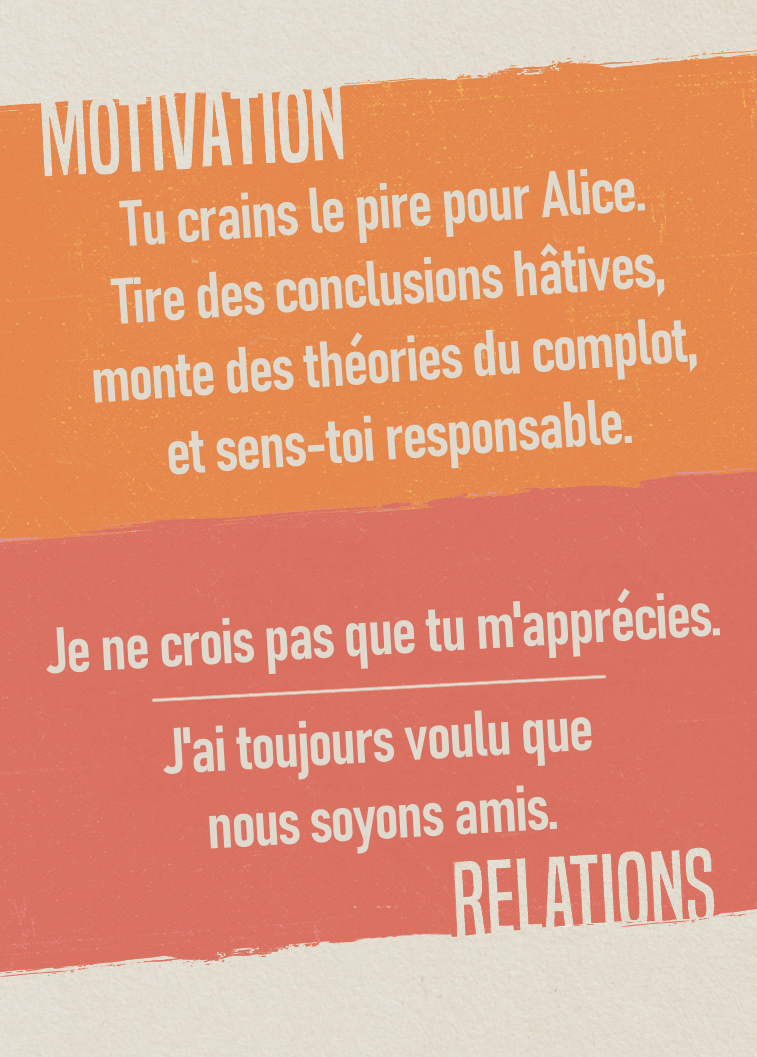 MOTIVATION
Tu crains le pire pour Alice.
Tire des conclusions hâtives,
monte des théories du complot,
et sens-toi responsable.
Je ne crois pas que tu m'apprécies.
J'ai toujours voulu que
nous soyons amis.
RELATIONS